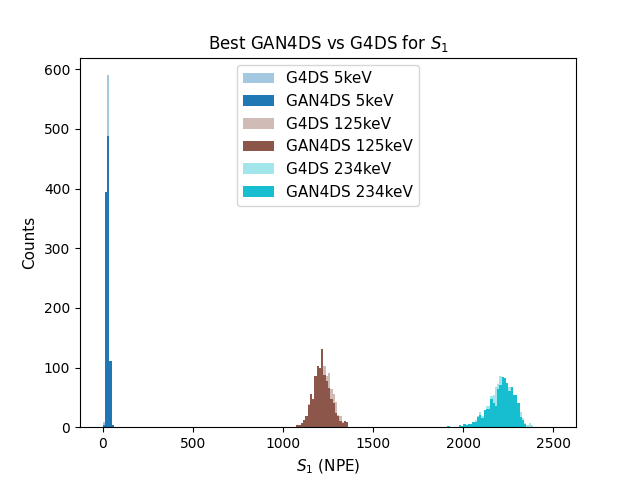 Best GAN4DS vs G4DS for S₁
G4DS 5keV
GAN4DS 5keV
G4DS 125keV
GAN4DS 125keV
G4DS 234keV
GAN4DS 234keV
Counts
600
500
400
300
200
100
0
0 500 1000 1500 2000 2500
S₁ (NPE)